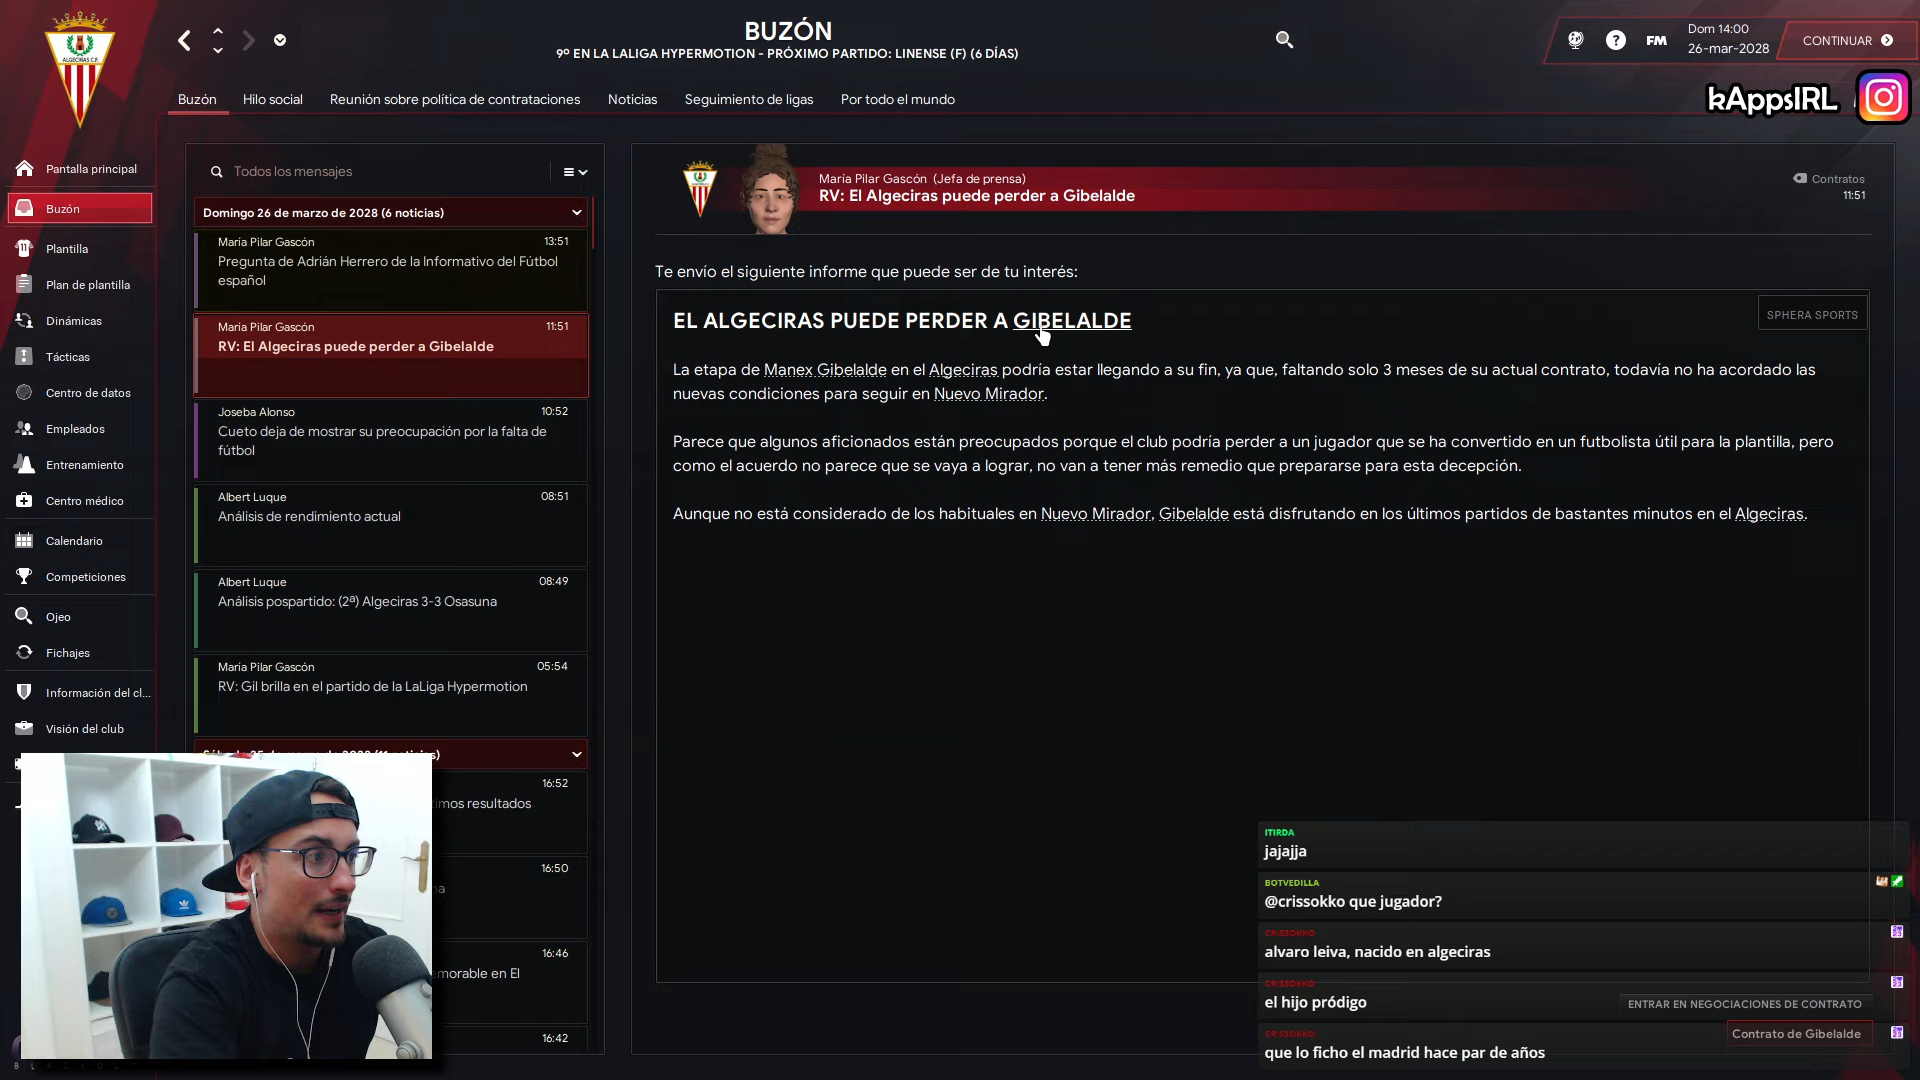 ALGECIRAS C.F.
BUZÓN
9º EN LA LALIGA HYPERMOTION - PRÓXIMO PARTIDO: LINENSE (F) (6 DÍAS)
FM
Dom 14:00
26-mar-2028
CONTINUAR
kAppsIRL
Buzón
Hilo social
Reunión sobre política de contrataciones
Noticias
Seguimiento de ligas
Por todo el mundo
Pantalla principal
Buzón
Plantilla
Plan de plantilla
Dinámicas
Tácticas
Centro de datos
Empleados
Entrenamiento
Centro médico
Calendario
Competiciones
Ojeo
Fichajes
Información del cl...
Visión del club
Todos los mensajes
Domingo 26 de marzo de 2028 (6 noticias)
María Pilar Gascón 13:51
Pregunta de Adrián Herrero de la Informativo del Fútbol
español
María Pilar Gascón 11:51
RV: El Algeciras puede perder a Gibelalde
Joseba Alonso 10:52
Cueto deja de mostrar su preocupación por la falta de
fútbol
Albert Luque 08:51
Análisis de rendimiento actual
Albert Luque 08:49
Análisis pospartido: (2ª) Algeciras 3-3 Osasuna
María Pilar Gascón 05:54
RV: Gil brilla en el partido de la LaLiga Hypermotion
16:52
timos resultados
16:50
16:46
emorable en El
16:42
María Pilar Gascón (Jefa de prensa)
RV: El Algeciras puede perder a Gibelalde
Contratos
11:51
Te envío el siguiente informe que puede ser de tu interés:
EL ALGECIRAS PUEDE PERDER A GIBELALDE
SPHERA SPORTS
La etapa de Manex Gibelalde en el Algeciras podría estar llegando a su fin, ya que, faltando solo 3 meses de su actual contrato, todavía no ha acordado las
nuevas condiciones para seguir en Nuevo Mirador.
Parece que algunos aficionados están preocupados porque el club podría perder a un jugador que se ha convertido en un futbolista útil para la plantilla, pero
como el acuerdo no parece que se vaya a lograr, no van a tener más remedio que prepararse para esta decepción.
Aunque no está considerado de los habituales en Nuevo Mirador, Gibelalde está disfrutando en los últimos partidos de bastantes minutos en el Algeciras.
ITIRDA
jajajja
BOTVEDILLA
@crissokko que jugador?
CRISSOKKO
alvaro leiva, nacido en algeciras
CRISSOKKO
el hijo pródigo
ENTRAR EN NEGOCIACIONES DE CONTRATO
CRISSOKKO
Contrato de Gibelalde
que lo ficho el madrid hace par de años